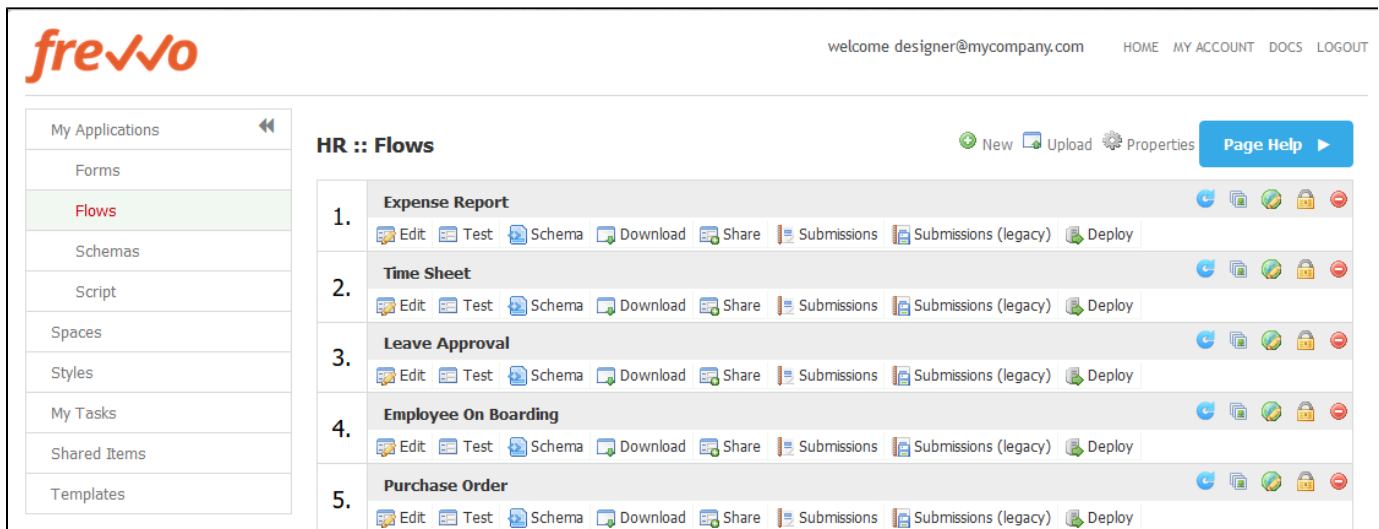 frevvo
welcome designer@mycompany.com HOME MY ACCOUNT DOCS LOGOUT
My Applications
Forms
Flows
Schemas
Script
Spaces
Styles
My Tasks
Shared Items
Templates
HR :: Flows
New Upload Properties Page Help
1. Expense Report
Edit Test Schema Download Share Submissions Submissions (legacy) Deploy
2. Time Sheet
Edit Test Schema Download Share Submissions Submissions (legacy) Deploy
3. Leave Approval
Edit Test Schema Download Share Submissions Submissions (legacy) Deploy
4. Employee On Boarding
Edit Test Schema Download Share Submissions Submissions (legacy) Deploy
5. Purchase Order
Edit Test Schema Download Share Submissions Submissions (legacy) Deploy